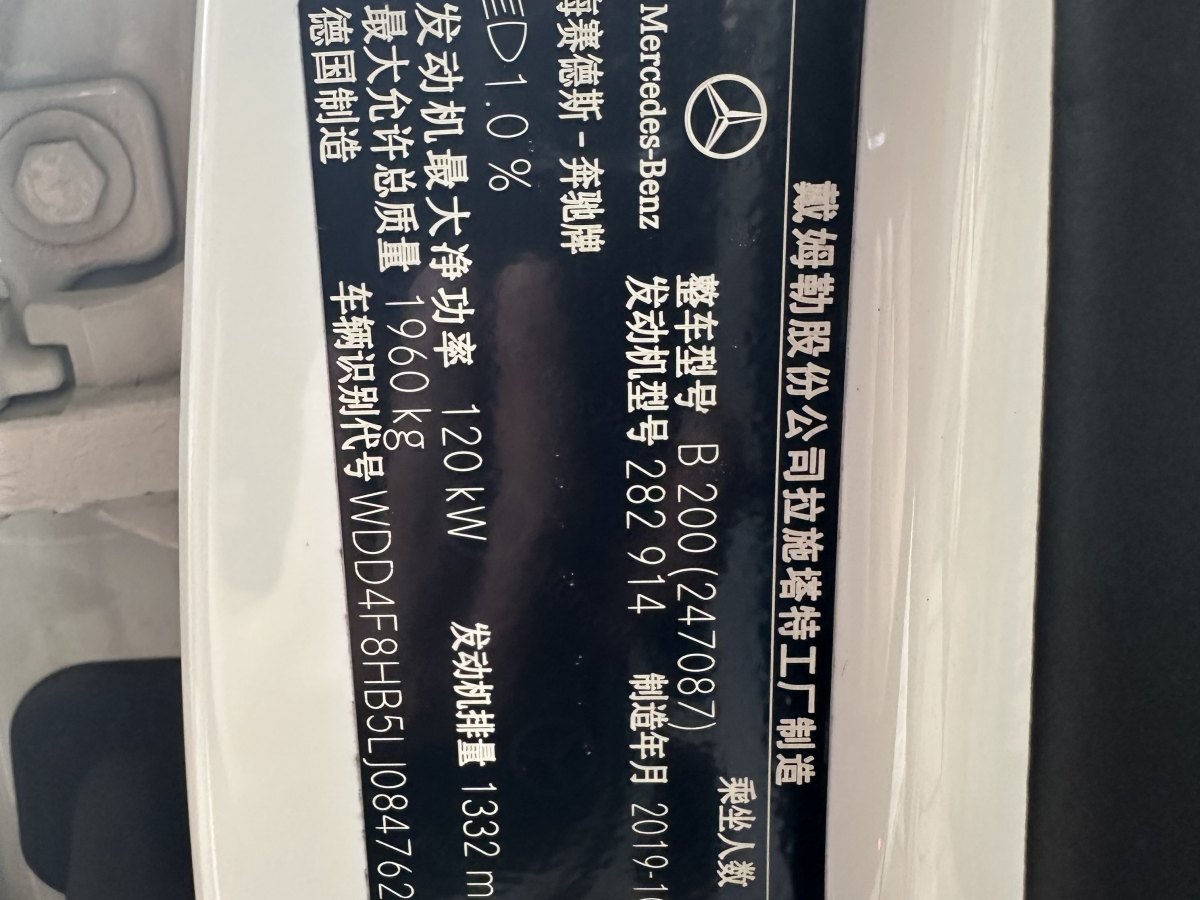 戴姆勒股份公司拉施塔特工厂制造
乘坐人数
Mercedes-Benz
整车型号 B 200(247087)
发动机型号 282 914 制造年月 2019-1
梅赛德斯-奔驰牌
1.0 %
发动机最大净功率 120 kW 发动机排量 1332 m
最大允许总质量 1960 kg
德国制造 车辆识别代号 WDD4F8HB5LJ084762